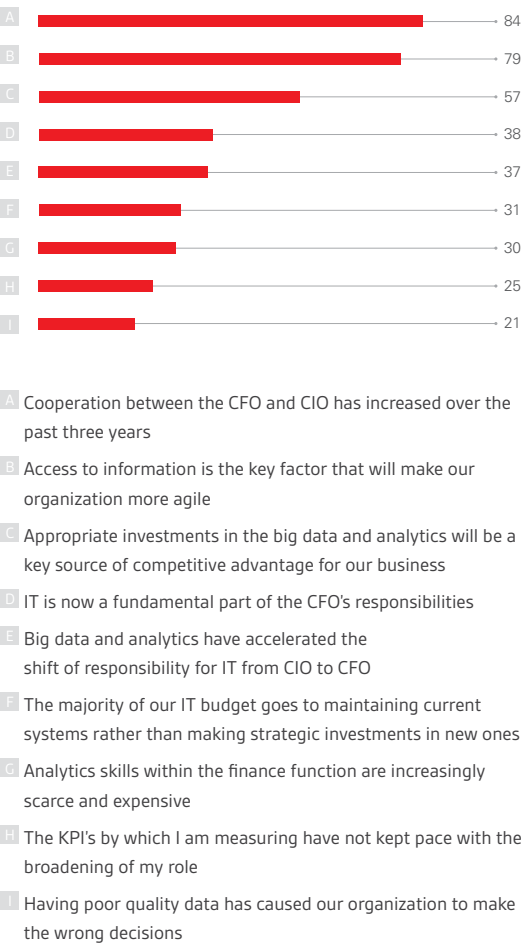 A 84
B 79
C 57
D 38
E 37
F 31
G 30
H 25
I 21
A Cooperation between the CFO and CIO has increased over the
past three years
B Access to information is the key factor that will make our
organization more agile
C Appropriate investments in the big data and analytics will be a
key source of competitive advantage for our business
D IT is now a fundamental part of the CFO's responsibilities
E Big data and analytics have accelerated the
shift of responsibility for IT from CIO to CFO
F The majority of our IT budget goes to maintaining current
systems rather than making strategic investments in new ones
G Analytics skills within the finance function are increasingly
scarce and expensive
H The KPI's by which I am measuring have not kept pace with the
broadening of my role
I Having poor quality data has caused our organization to make
the wrong decisions